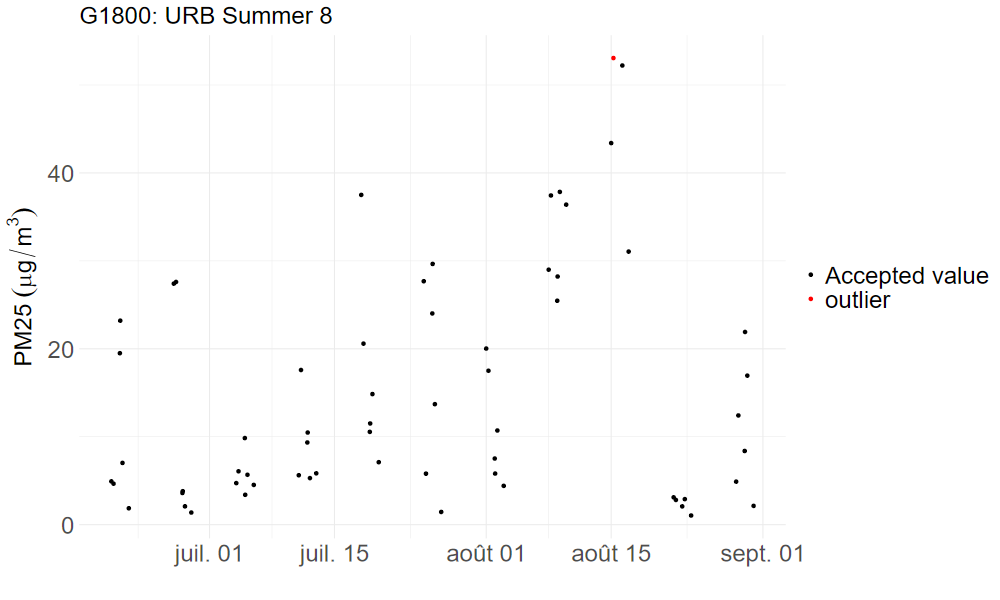 G1800: URB Summer 8
PM25 (μg/m³)
40
20
0
juil. 01 juil. 15 août 01 août 15 sept. 01
Accepted value
outlier